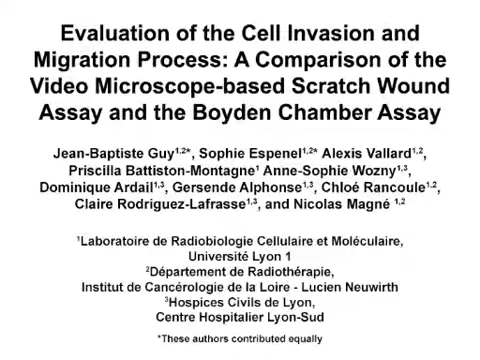 Evaluation of the Cell Invasion and
Migration Process: A Comparison of the
Video Microscope-based Scratch Wound
Assay and the Boyden Chamber Assay
Jean-Baptiste Guy¹,²*, Sophie Espenel¹,²* Alexis Vallard¹,²,
Priscilla Battiston-Montagne¹ Anne-Sophie Wozny¹,³,
Dominique Ardail¹,³, Gersende Alphonse¹,³, Chloé Rancoule¹,²,
Claire Rodriguez-Lafrasse¹,³, and Nicolas Magné ¹,²
¹Laboratoire de Radiobiologie Cellulaire et Moléculaire,
Université Lyon 1
²Département de Radiothérapie,
Institut de Cancérologie de la Loire - Lucien Neuwirth
³Hospices Civils de Lyon,
Centre Hospitalier Lyon-Sud
*These authors contributed equally